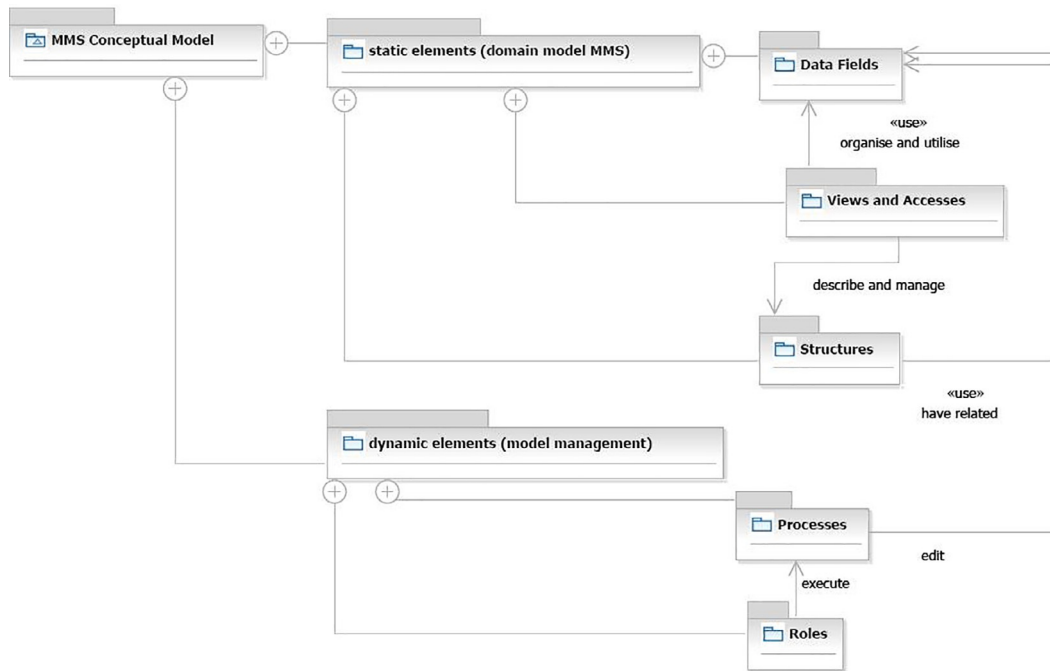 MMS Conceptual Model
static elements (domain model MMS)
Data Fields
«use»
organise and utilise
Views and Accesses
describe and manage
Structures
«use»
have related
dynamic elements (model management)
Processes
edit
execute
Roles